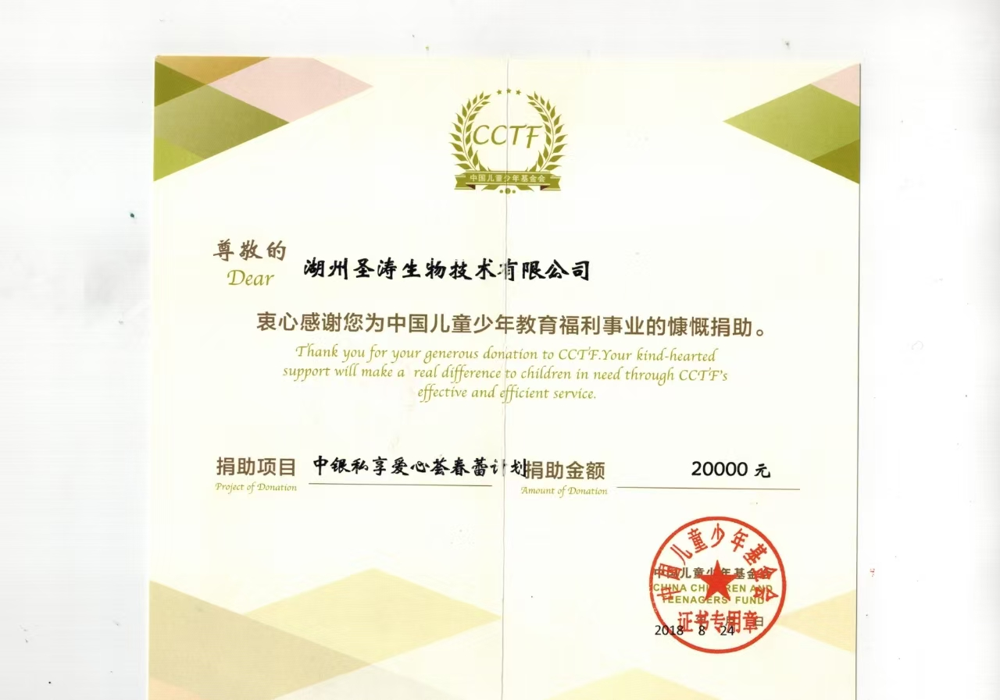 CCTF
中国儿童少年基金会
尊敬的
Dear
湖州圣涛生物技术有限公司
衷心感谢您为中国儿童少年教育福利事业的慷慨捐助。
Thank you for your generous donation to CCTF.Your kind-hearted
support will make a real difference to children in need through CCTF's
effective and efficient service.
捐助项目 中银私享爱心荟春蕾计划 捐助金额 20000 元
Project of Donation Amount of Donation
中国儿童少年基金会
中国儿童少年基金会
CHINA CHILDREN AND
TEENAGERS' FUND
证书专用章
2018 年 8 月 24 日